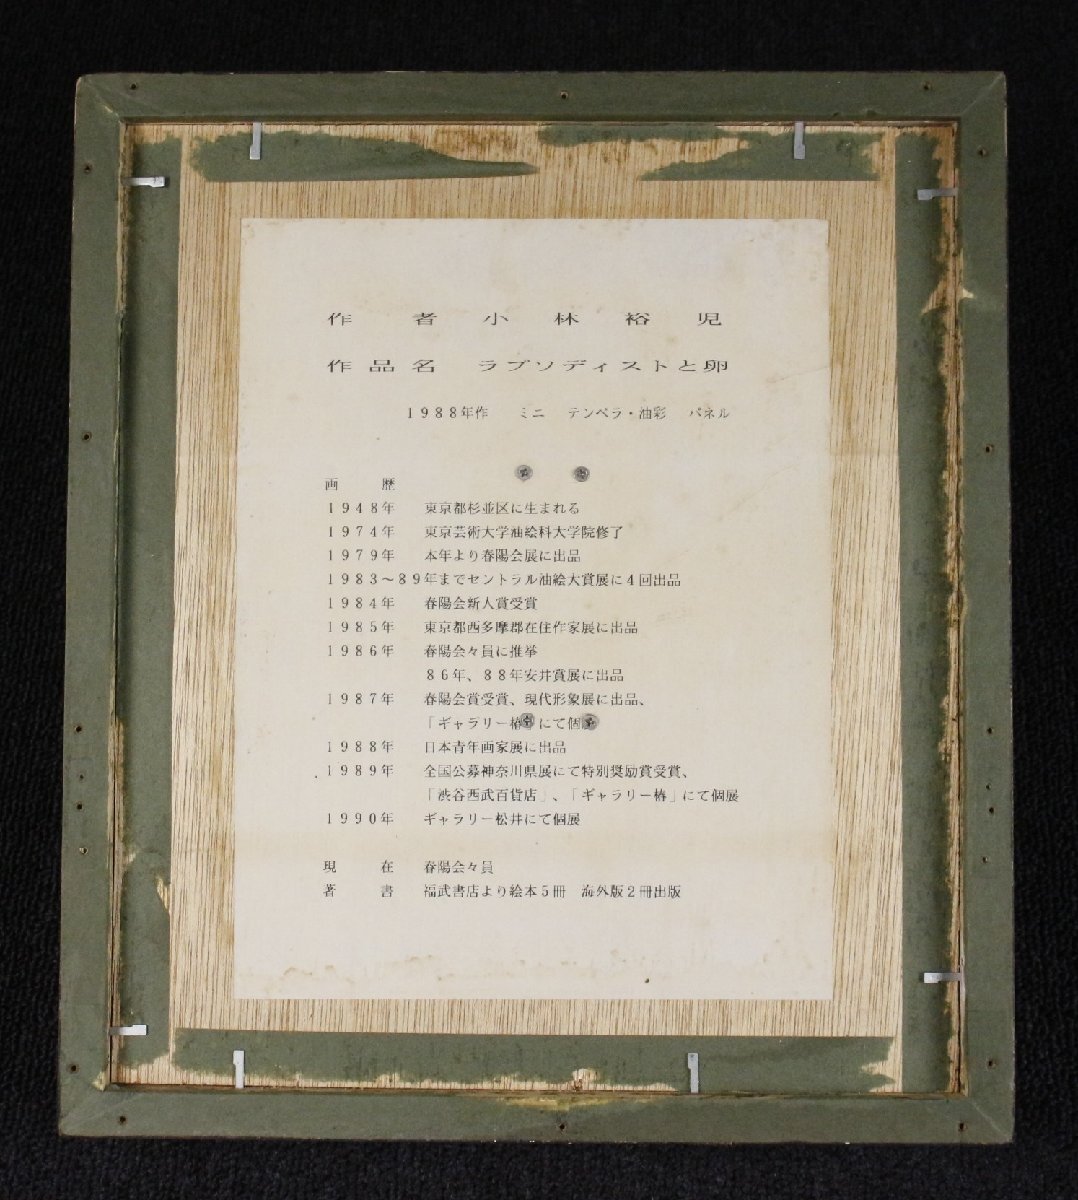 作者 小林裕児
作品名 ラプソディストと卵
１９８８年作 ミニ テンペラ・油彩 パネル
画歴
１９４８年 東京都杉並区に生まれる
１９７４年 東京芸術大学油絵科大学院修了
１９７９年 本年より春陽会展に出品
１９８３～８９年までセントラル油絵大賞展に４回出品
１９８４年 春陽会新人賞受賞
１９８５年 東京都西多摩郡在住作家展に出品
１９８６年 春陽会々員に推挙
８６年、８８年安井賞展に出品
１９８７年 春陽会賞受賞、現代形象展に出品、
「ギャラリー椿」にて個展
１９８８年 日本青年画家展に出品
１９８９年 全国公募神奈川県展にて特別奨励賞受賞、
「渋谷西武百貨店」、「ギャラリー椿」にて個展
１９９０年 ギャラリー松井にて個展
現在 春陽会々員
著書 福武書店より絵本５冊 海外版２冊出版